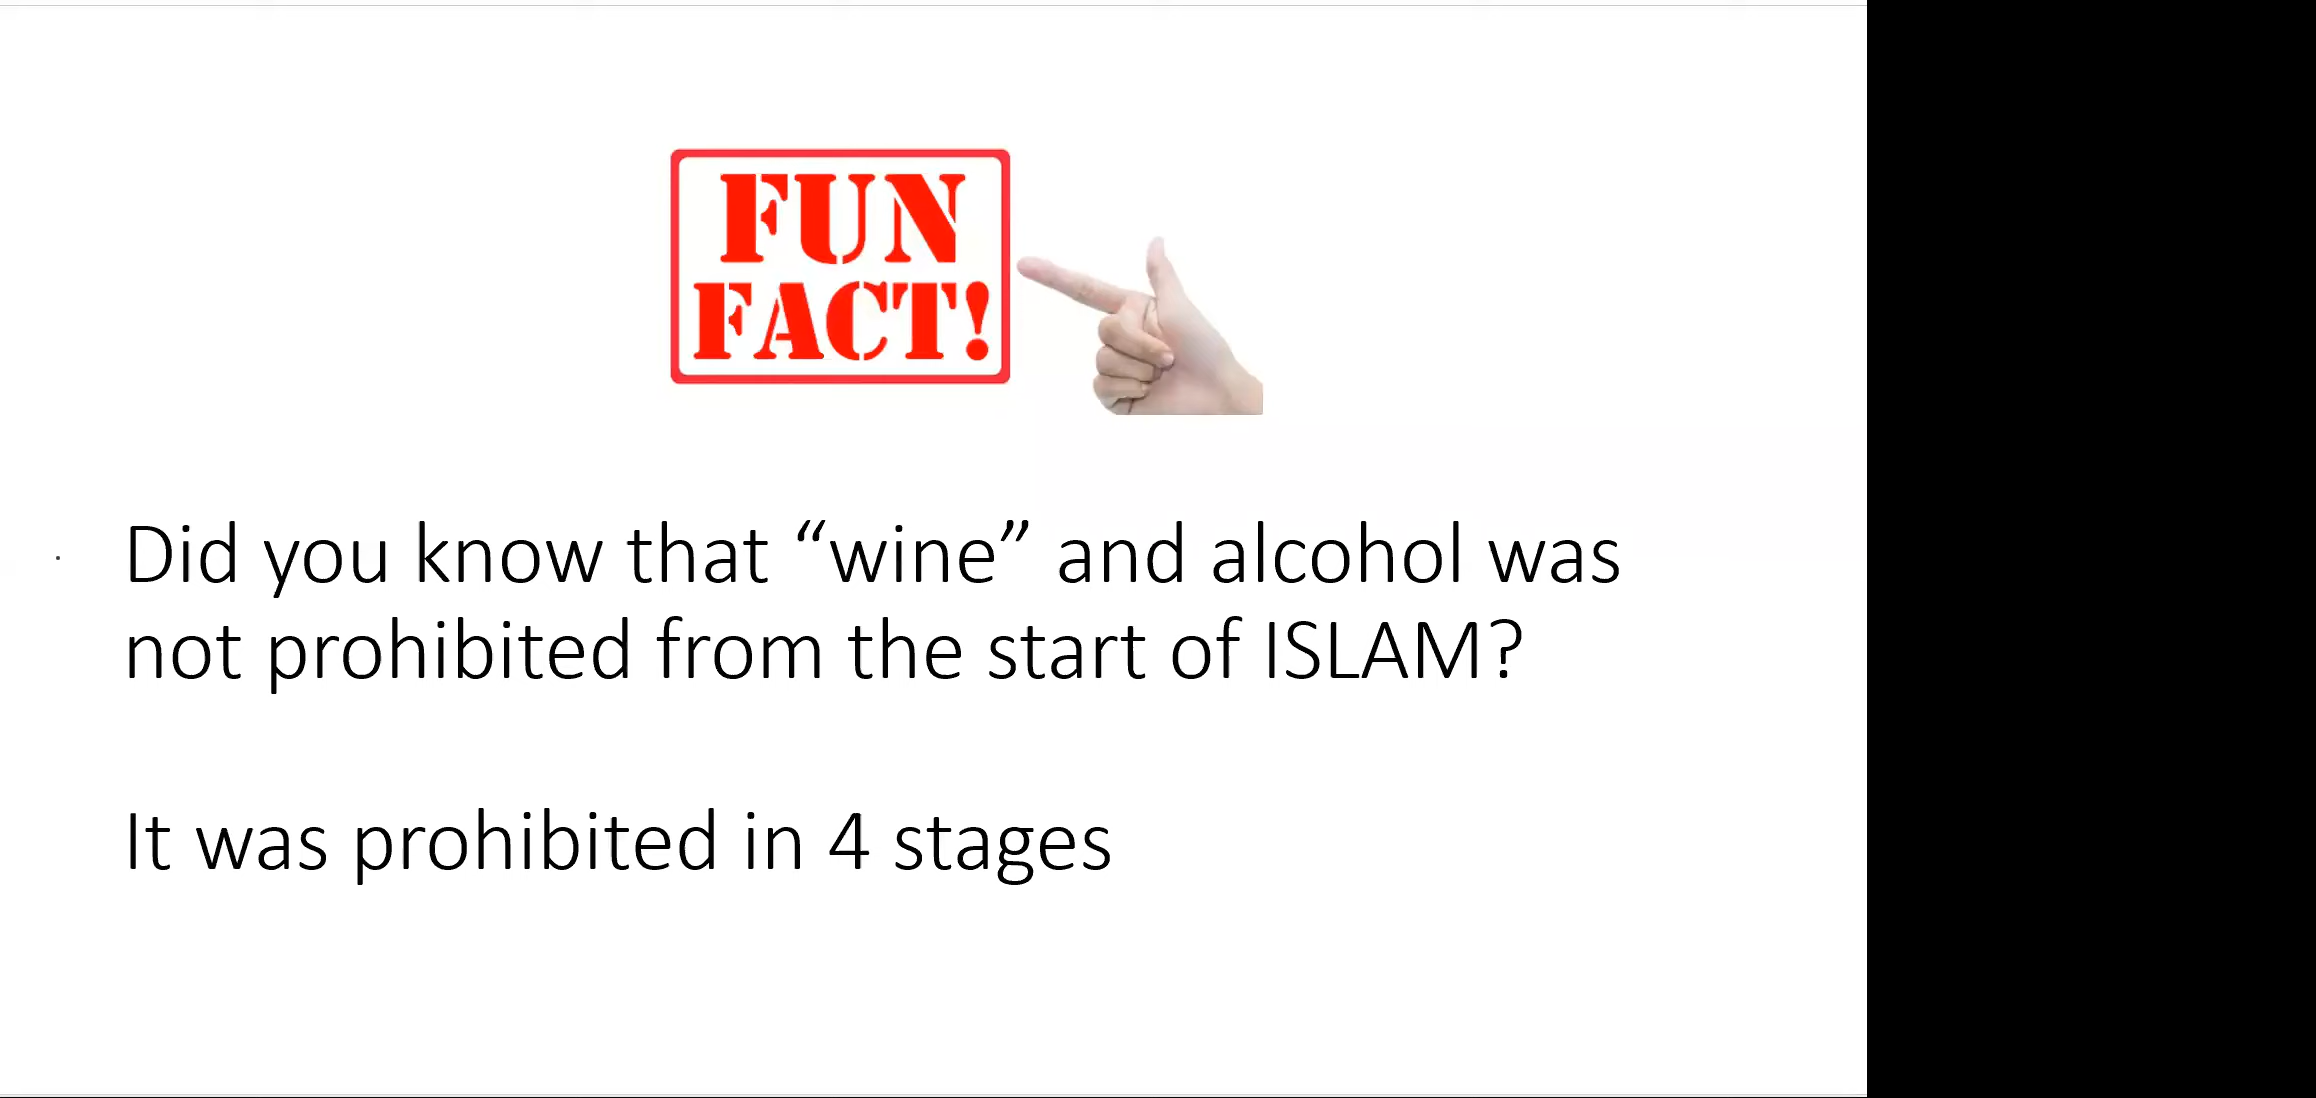 FUN
FACT!
Did you know that “wine” and alcohol was
not prohibited from the start of ISLAM?
It was prohibited in 4 stages